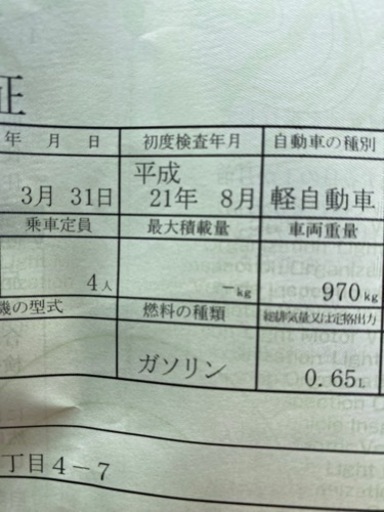 証
年 月 日 初度検査年月 自動車の種別
平成
3月 31日 21年 8月 軽自動車
乗車定員 最大積載量 車両重量
4人 －kg 970kg
機の型式 燃料の種類 総排気量又は定格出力
ガソリン 0.65L
丁目4－7